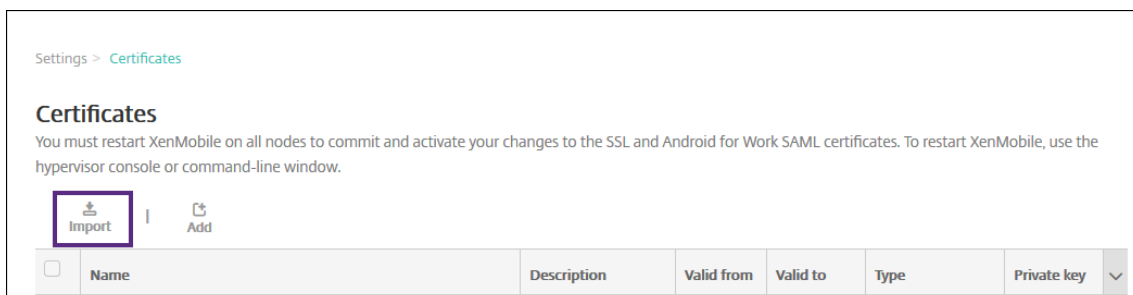 Settings > Certificates
Certificates
You must restart XenMobile on all nodes to commit and activate your changes to the SSL and Android for Work SAML certificates. To restart XenMobile, use the
hypervisor console or command-line window.
Import | Add
Name Description Valid from Valid to Type Private key